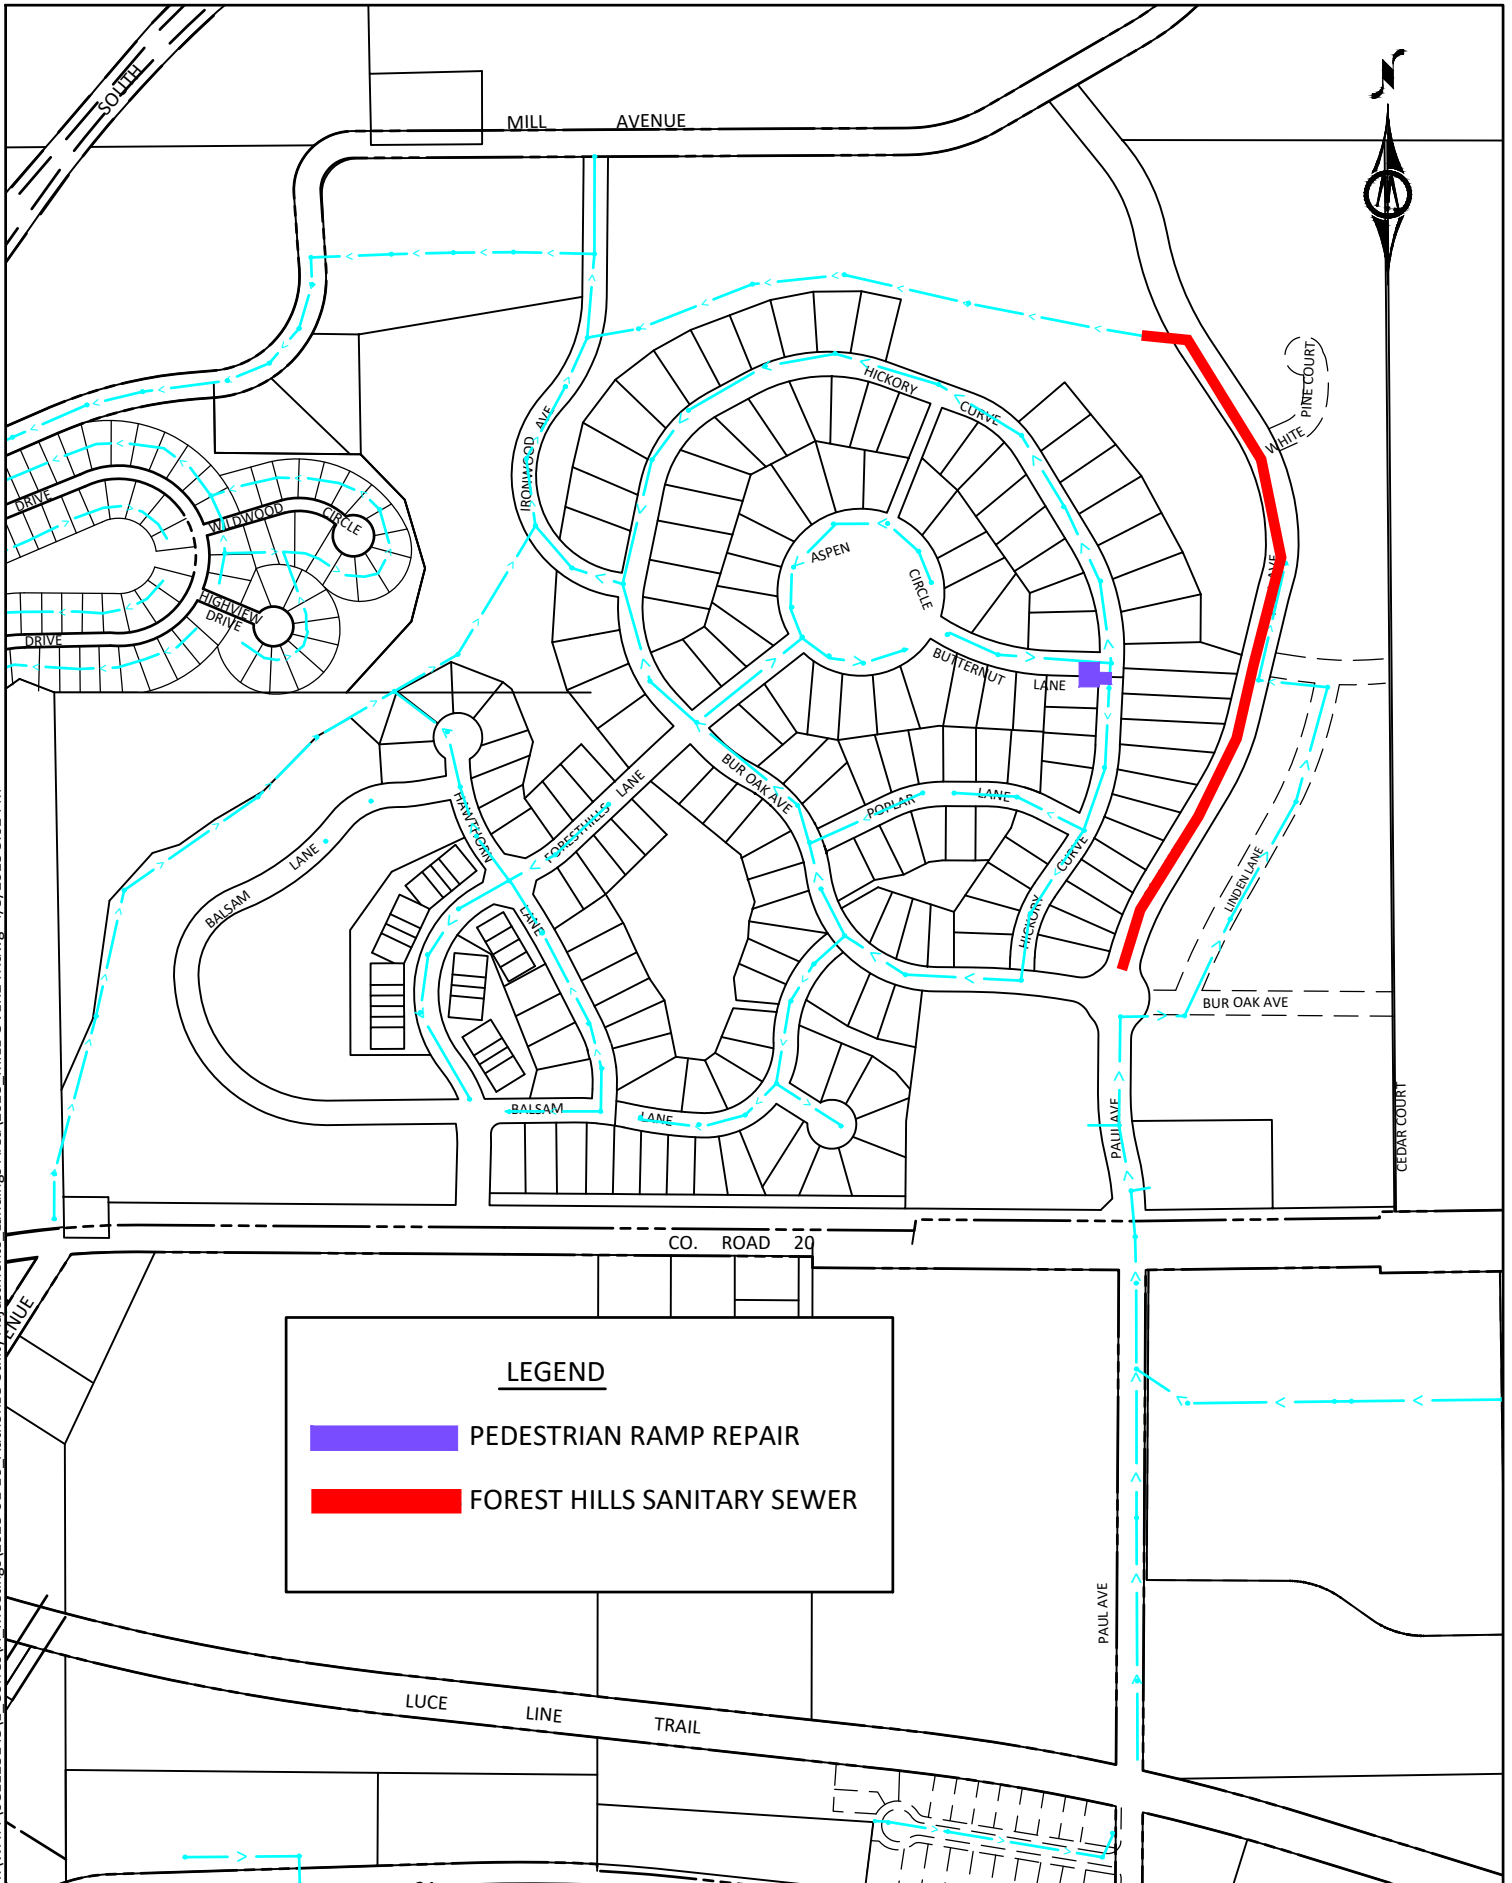 SOUTH
MILL AVENUE
N
PINE COURT
WHITE
HICKORY
CURVE
IRONWOOD AVE
DRIVE
WILDWOOD
CIRCLE
ASPEN
CIRCLE
AVE
HIGHVIEW
DRIVE
DRIVE
BUTTERNUT
LANE
BUR OAK AVE
FORESTHILLS LANE
POPLAR
LANE
HAWTHORN
LANE
BALSAM
LANE
CURVE
HICKORY
LINDEN LANE
BUR OAK AVE
BALSAM
LANE
PAUL AVE
CEDAR COURT
CO. ROAD 20
LEGEND
PEDESTRIAN RAMP REPAIR
FOREST HILLS SANITARY SEWER
PAUL AVE
LUCE LINE TRAIL